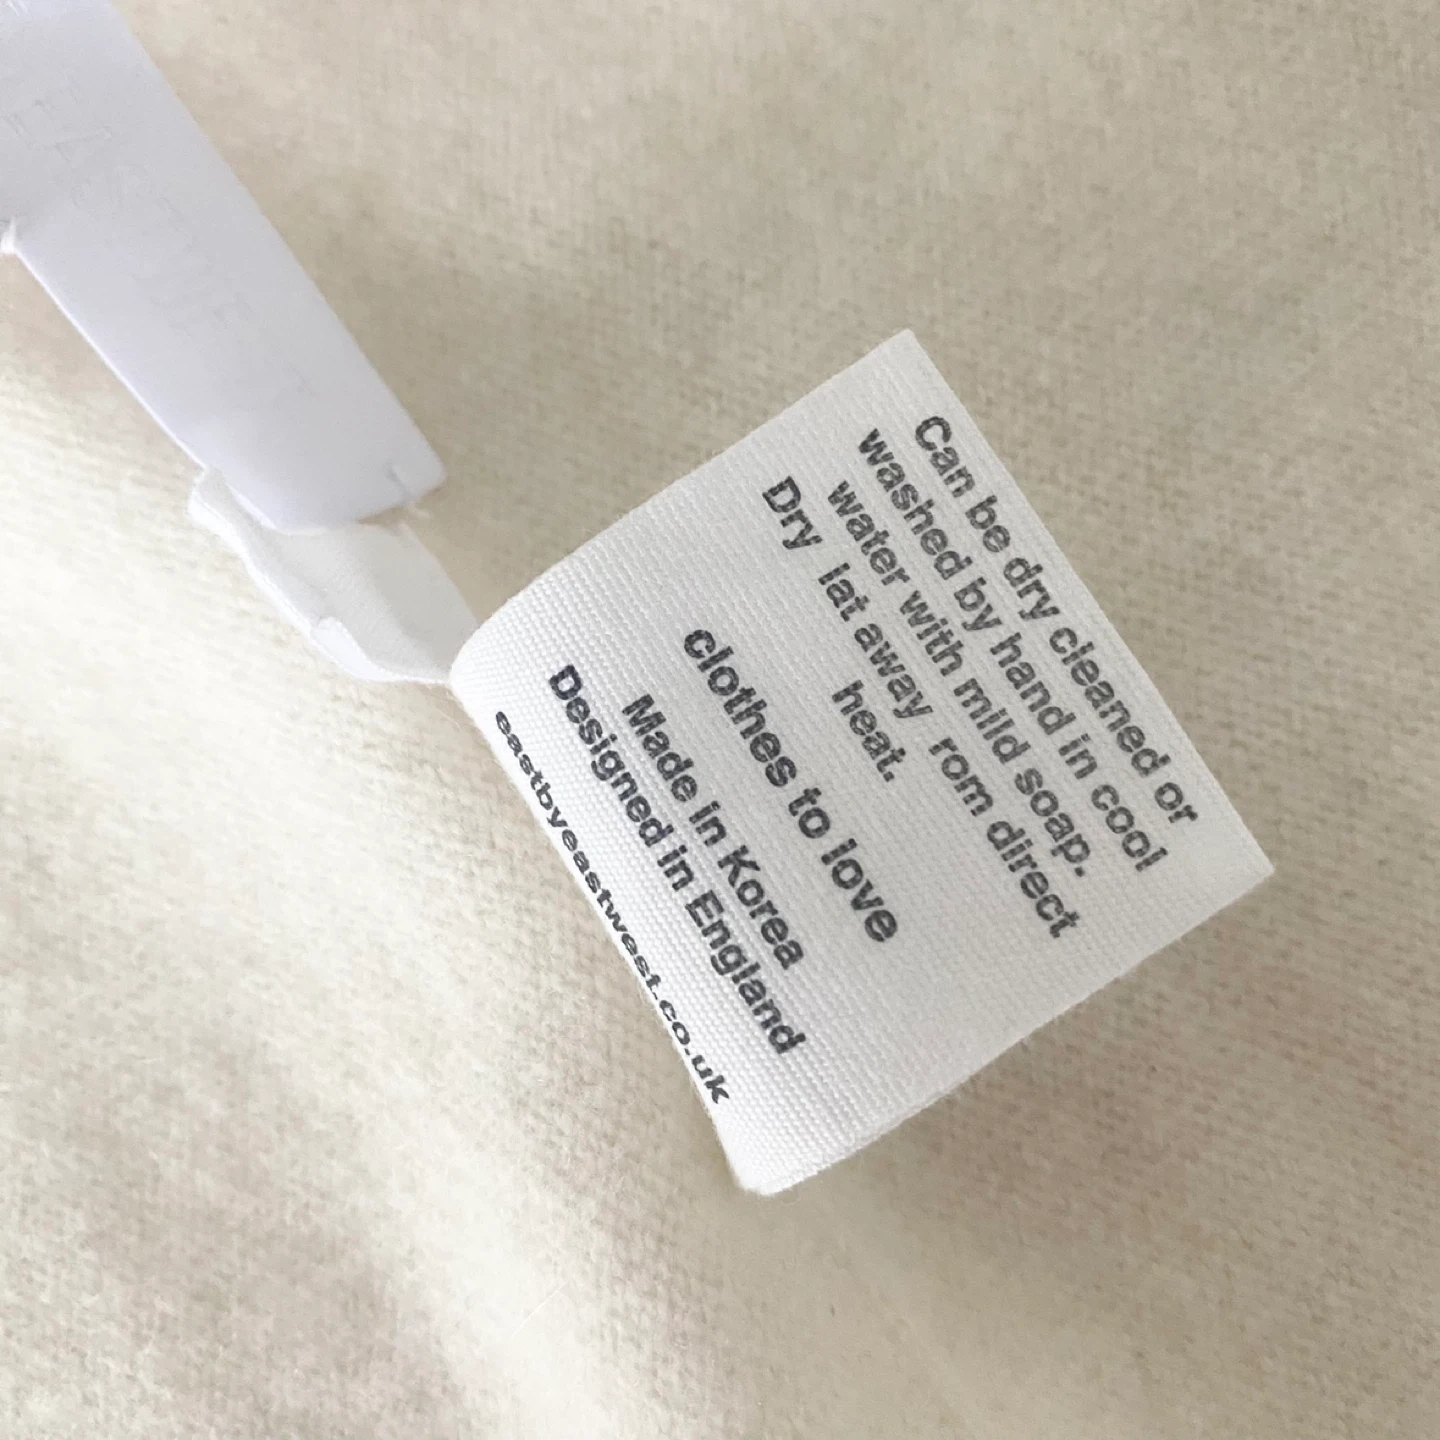 Can be dry cleaned or
washed by hand in cool
water with mild soap.
Dry lat away rom direct
heat.
clothes to love
Made in Korea
Designed in England
eastbyeastwest.co.uk